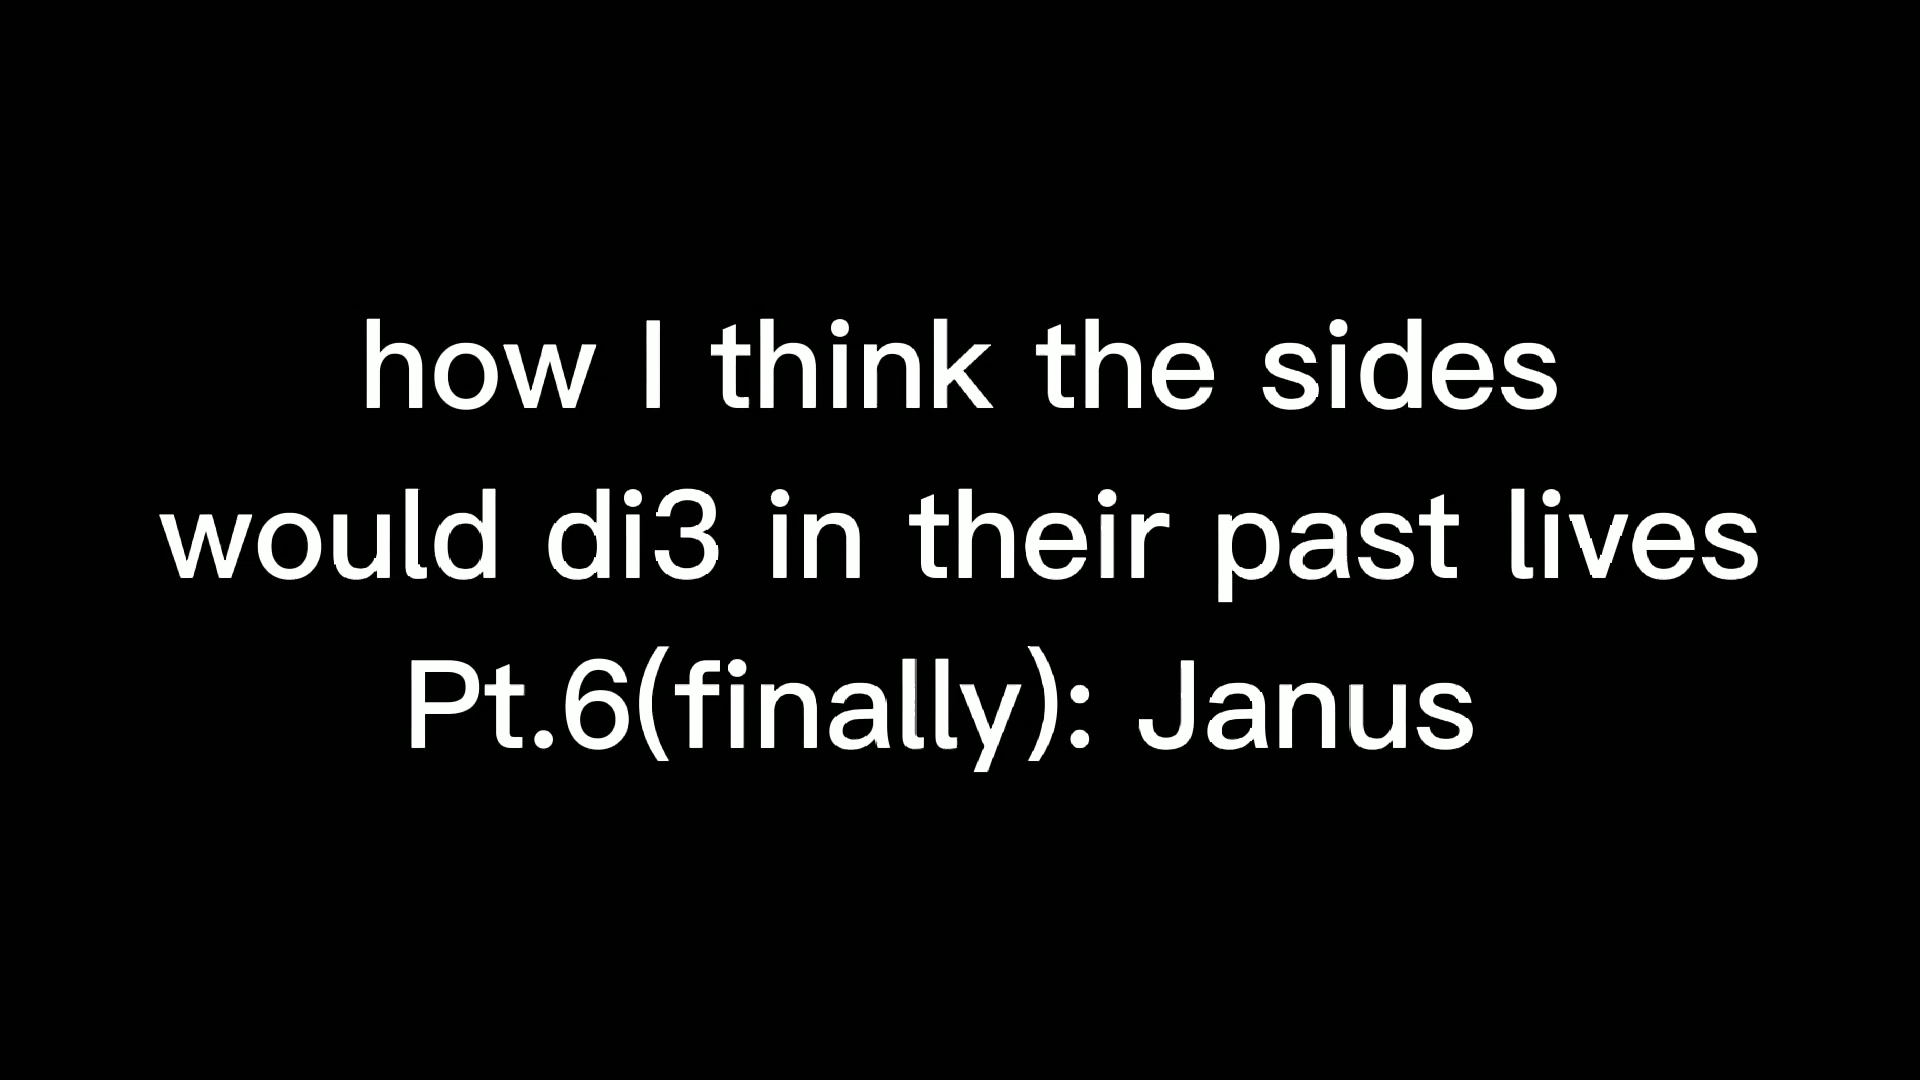 how I think the sides
would di3 in their past lives
Pt.6(finally): Janus